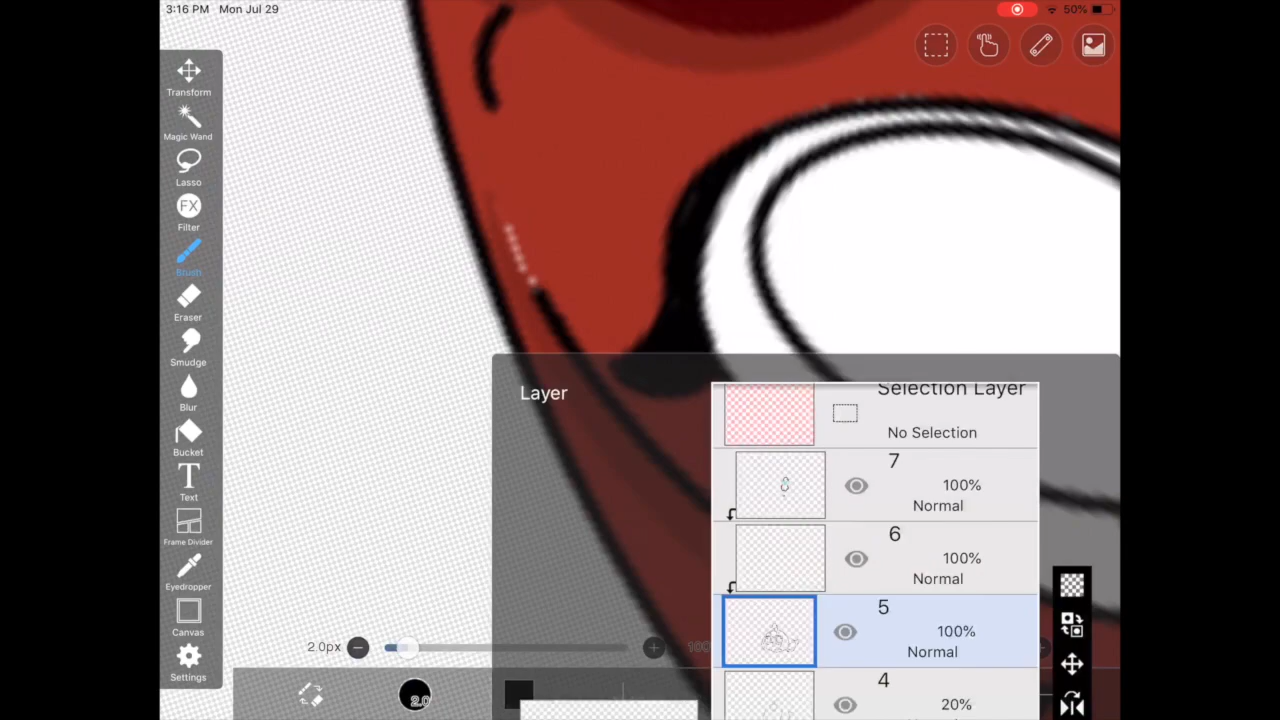 3:16 PM Mon Jul 29
50%
Transform
Magic Wand
Lasso
FX
Filter
Brush
Eraser
Smudge
Blur
Bucket
T
Text
Frame Divider
Eyedropper
Canvas
Settings
Layer
Selection Layer
No Selection
7
100%
Normal
6
100%
Normal
5
100%
Normal
4
20%
2.0px
100
2.0